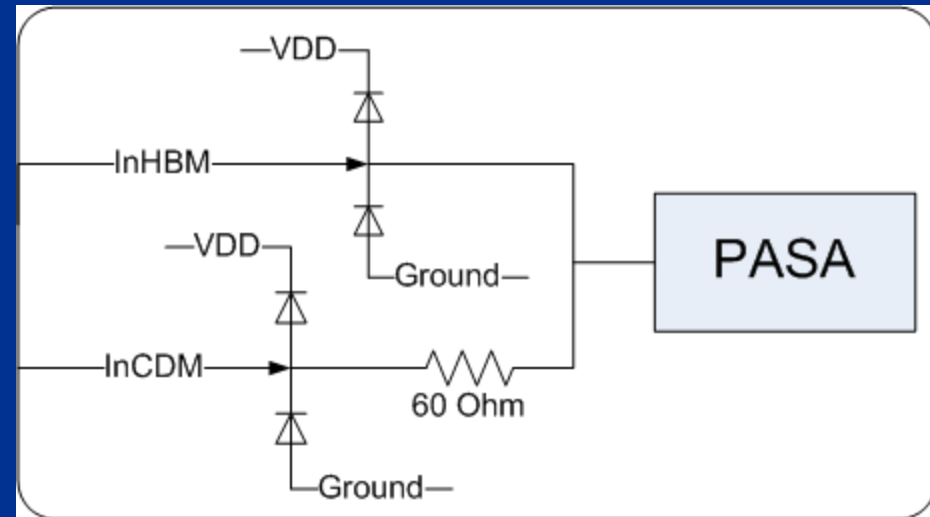 VDD
InHBM
Ground
VDD
InCDM
60 Ohm
Ground
PASA